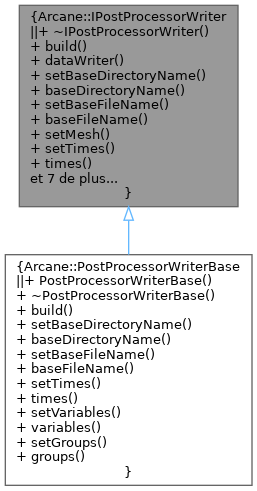 {Arcane::IPostProcessorWriter
||+ ~IPostProcessorWriter()
+ build()
+ dataWriter()
+ setBaseDirectoryName()
+ baseDirectoryName()
+ setBaseFileName()
+ baseFileName()
+ setMesh()
+ setTimes()
+ times()
et 7 de plus...
}
{Arcane::PostProcessorWriterBase
||+ PostProcessorWriterBase()
+ ~PostProcessorWriterBase()
+ build()
+ setBaseDirectoryName()
+ baseDirectoryName()
+ setBaseFileName()
+ baseFileName()
+ setTimes()
+ times()
+ setVariables()
+ variables()
+ setGroups()
+ groups()
}